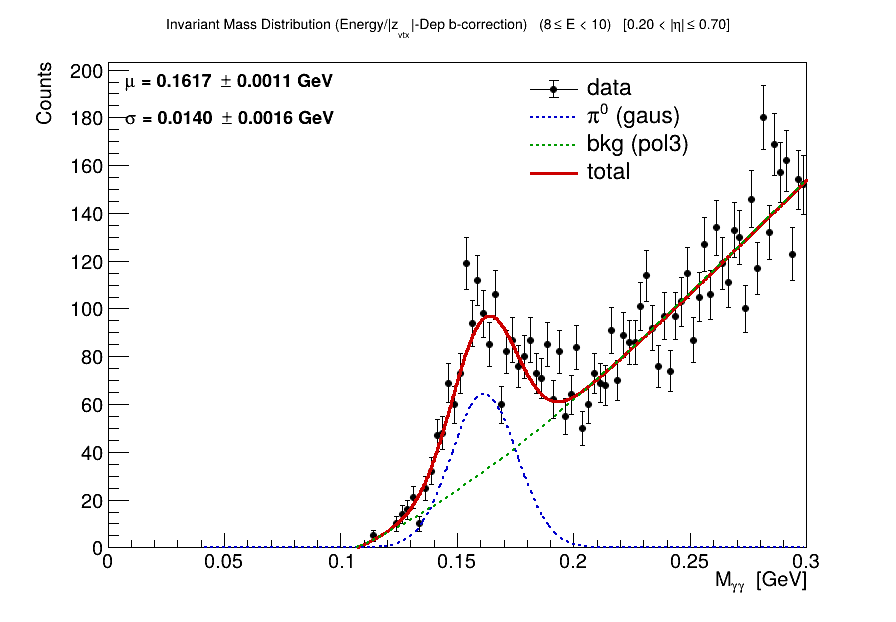 Invariant Mass Distribution (Energy/|z_vtx|-Dep b-correction) (8 ≤ E < 10) [0.20 < |η| ≤ 0.70]
Counts
200
180
160
140
120
100
80
60
40
20
0
μ = 0.1617 ± 0.0011 GeV
σ = 0.0140 ± 0.0016 GeV
data
π⁰ (gaus)
bkg (pol3)
total
0 0.05 0.1 0.15 0.2 0.25 0.3
M_γγ [GeV]